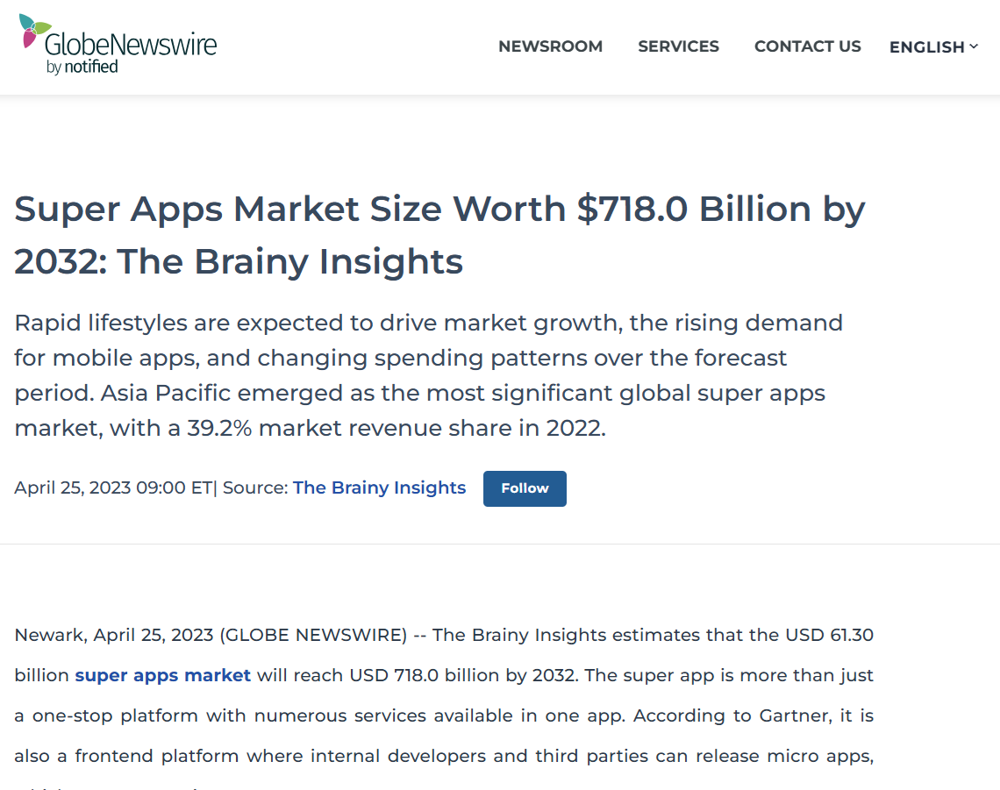 GlobeNewswire
by notified
NEWSROOM
SERVICES
CONTACT US
ENGLISH
Super Apps Market Size Worth $718.0 Billion by
2032: The Brainy Insights
Rapid lifestyles are expected to drive market growth, the rising demand
for mobile apps, and changing spending patterns over the forecast
period. Asia Pacific emerged as the most significant global super apps
market, with a 39.2% market revenue share in 2022.
April 25, 2023 09:00 ET| Source: The Brainy Insights
Follow
Newark, April 25, 2023 (GLOBE NEWSWIRE) -- The Brainy Insights estimates that the USD 61.30
billion super apps market will reach USD 718.0 billion by 2032. The super app is more than just
a one-stop platform with numerous services available in one app. According to Gartner, it is
also a frontend platform where internal developers and third parties can release micro apps,